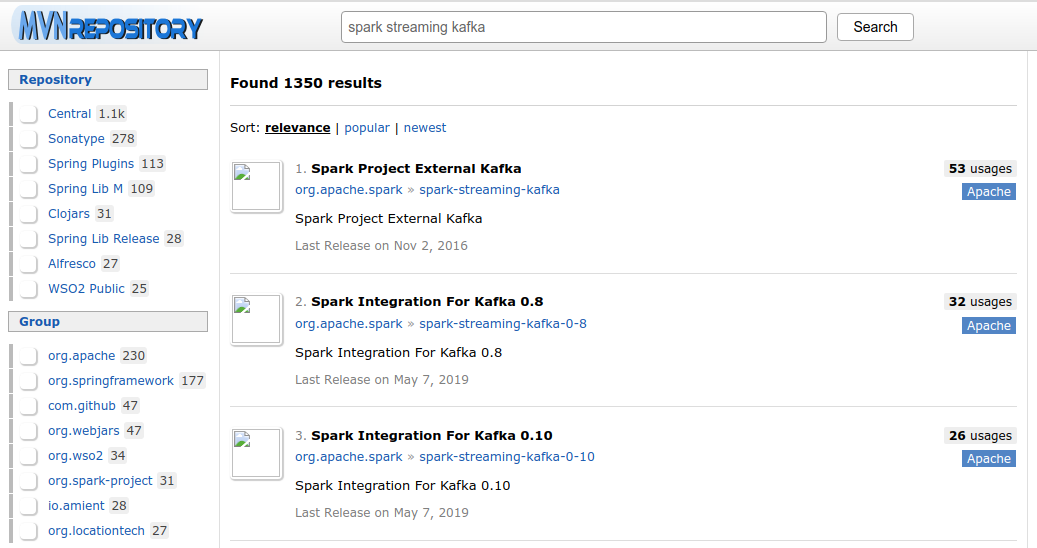 MVNREPOSITORY
spark streaming kafka
Search
Repository
Central 1.1k
Sonatype 278
Spring Plugins 113
Spring Lib M 109
Clojars 31
Spring Lib Release 28
Alfresco 27
WSO2 Public 25
Group
org.apache 230
org.springframework 177
com.github 47
org.webjars 47
org.wso2 34
org.spark-project 31
io.amient 28
org.locationtech 27
Found 1350 results
Sort: relevance | popular | newest
1. Spark Project External Kafka
53 usages
org.apache.spark » spark-streaming-kafka
Apache
Spark Project External Kafka
Last Release on Nov 2, 2016
2. Spark Integration For Kafka 0.8
32 usages
org.apache.spark » spark-streaming-kafka-0-8
Apache
Spark Integration For Kafka 0.8
Last Release on May 7, 2019
3. Spark Integration For Kafka 0.10
26 usages
org.apache.spark » spark-streaming-kafka-0-10
Apache
Spark Integration For Kafka 0.10
Last Release on May 7, 2019